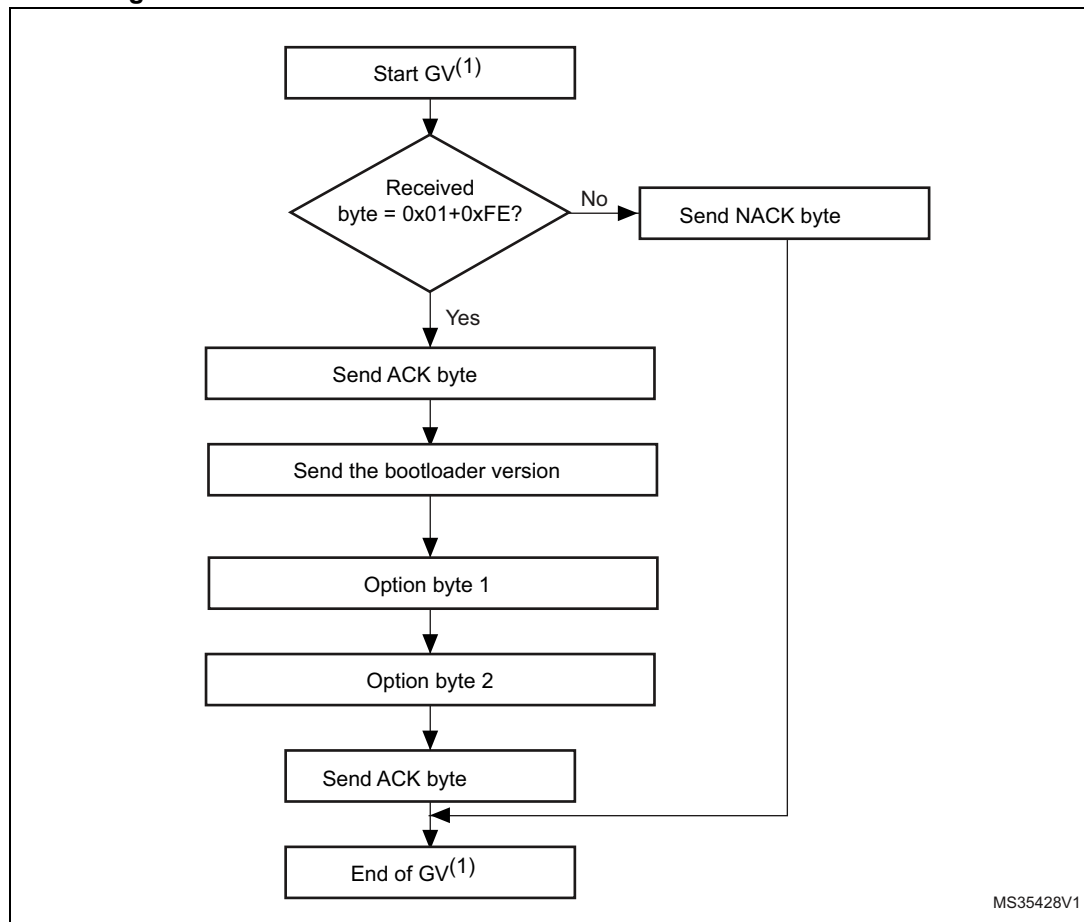 Start GV(1)
Received
byte = 0x01+0xFE?
No
Send NACK byte
Yes
Send ACK byte
Send the bootloader version
Option byte 1
Option byte 2
Send ACK byte
End of GV(1)
MS35428V1